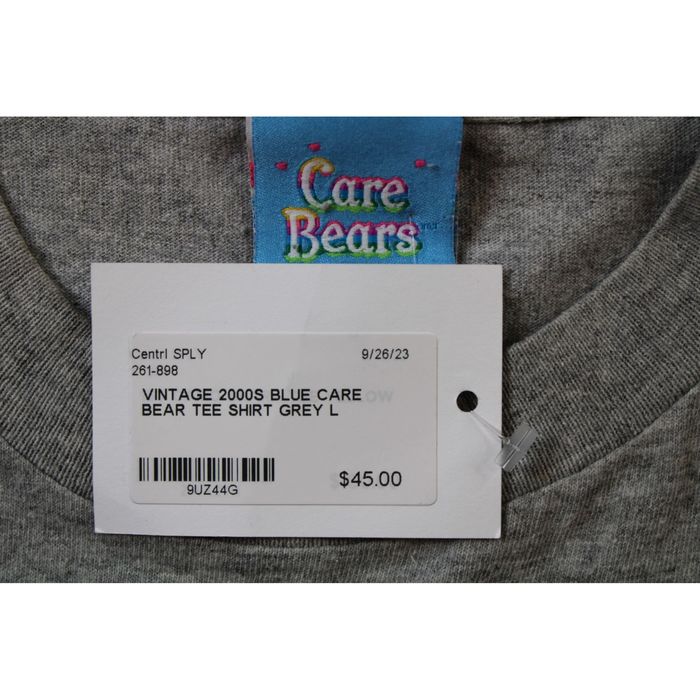 Care
Bears
Centrl SPLY 9/26/23
261-898
VINTAGE 2000S BLUE CARE
BEAR TEE SHIRT GREY L
9UZ44G $45.00